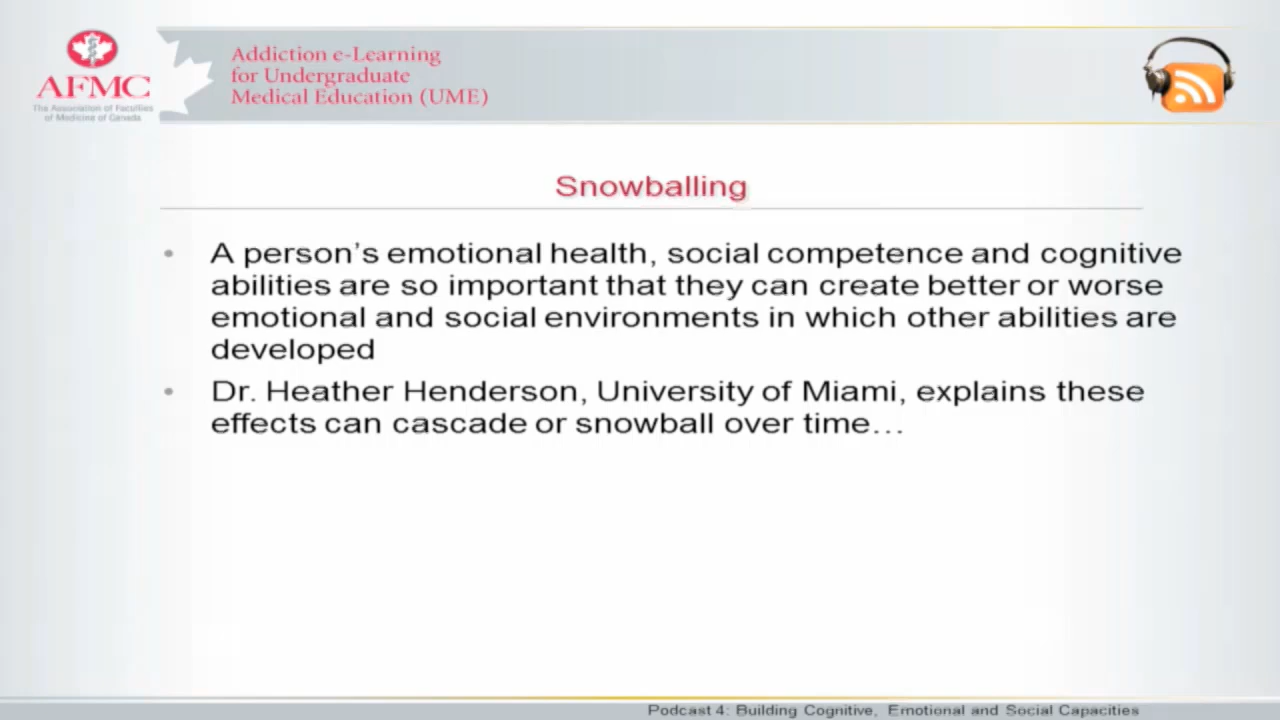 AFMC
The Association of Faculties
of Medicine of Canada
Addiction e-Learning
for Undergraduate
Medical Education (UME)
Snowballing
• A person's emotional health, social competence and cognitive
abilities are so important that they can create better or worse
emotional and social environments in which other abilities are
developed
• Dr. Heather Henderson, University of Miami, explains these
effects can cascade or snowball over time…
Podcast 4: Building Cognitive, Emotional and Social Capacities